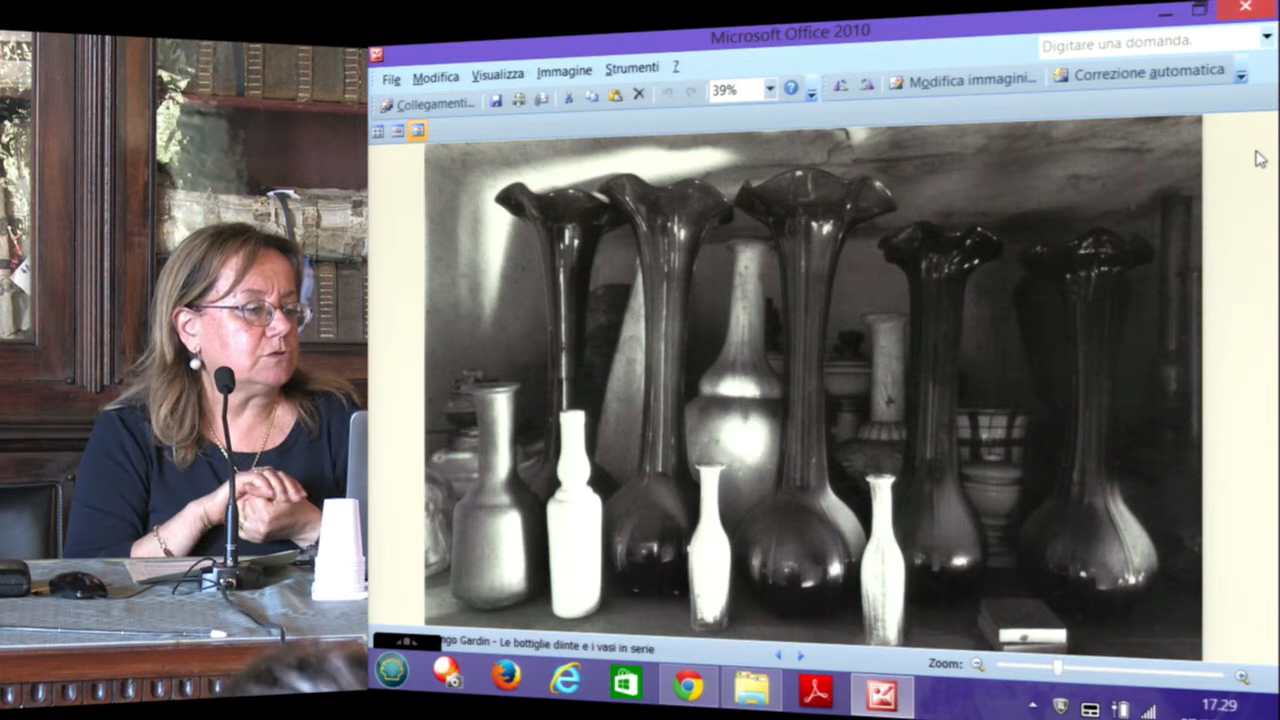 Microsoft Office 2010
Digitare una domanda.
File Modifica Visualizza Immagine Strumenti ?
Collegamenti... 39% Modifica immagini... Correzione automatica
ngo Gardin - Le bottiglie diinte e i vasi in serie
Zoom:
17.29